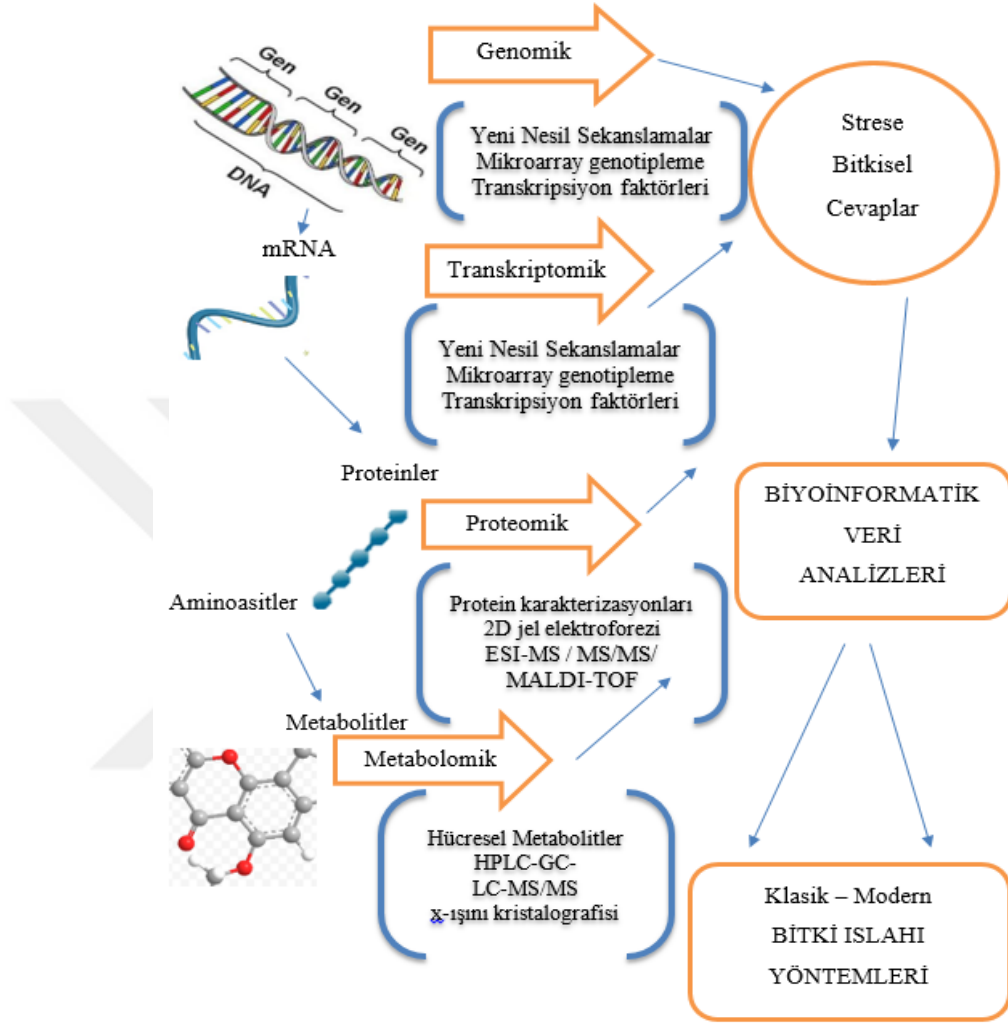 Gen
Gen
Gen
DNA
Genomik
Yeni Nesil Sekanslamalar
Mikroarray genotipleme
Transkripsiyon faktörleri
Strese
Bitkisel
Cevaplar
mRNA
Transkriptomik
Yeni Nesil Sekanslamalar
Mikroarray genotipleme
Transkripsiyon faktörleri
Proteinler
Proteomik
BİYOİNFORMATİK
VERİ
ANALİZLERİ
Aminoasitler
Protein karakterizasyonları
2D jel elektroforezi
ESI-MS / MS/MS/
MALDI-TOF
Metabolitler
Metabolomik
Hücresel Metabolitler
HPLC-GC-
LC-MS/MS
x-ışını kristalografisi
Klasik – Modern
BİTKİ ISLAHI
YÖNTEMLERİ